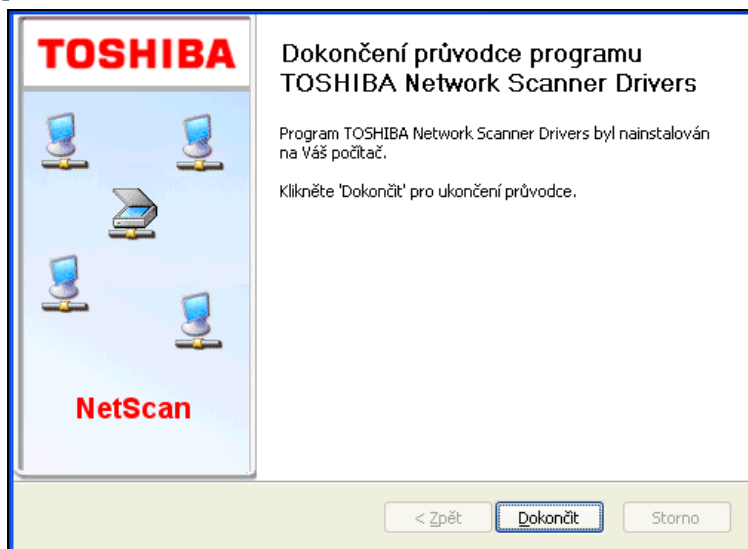 TOSHIBA
NetScan
Dokončení průvodce programu
TOSHIBA Network Scanner Drivers
Program TOSHIBA Network Scanner Drivers byl nainstalován
na Váš počítač.
Klikněte 'Dokončit' pro ukončení průvodce.
< Zpět
Dokončit
Storno